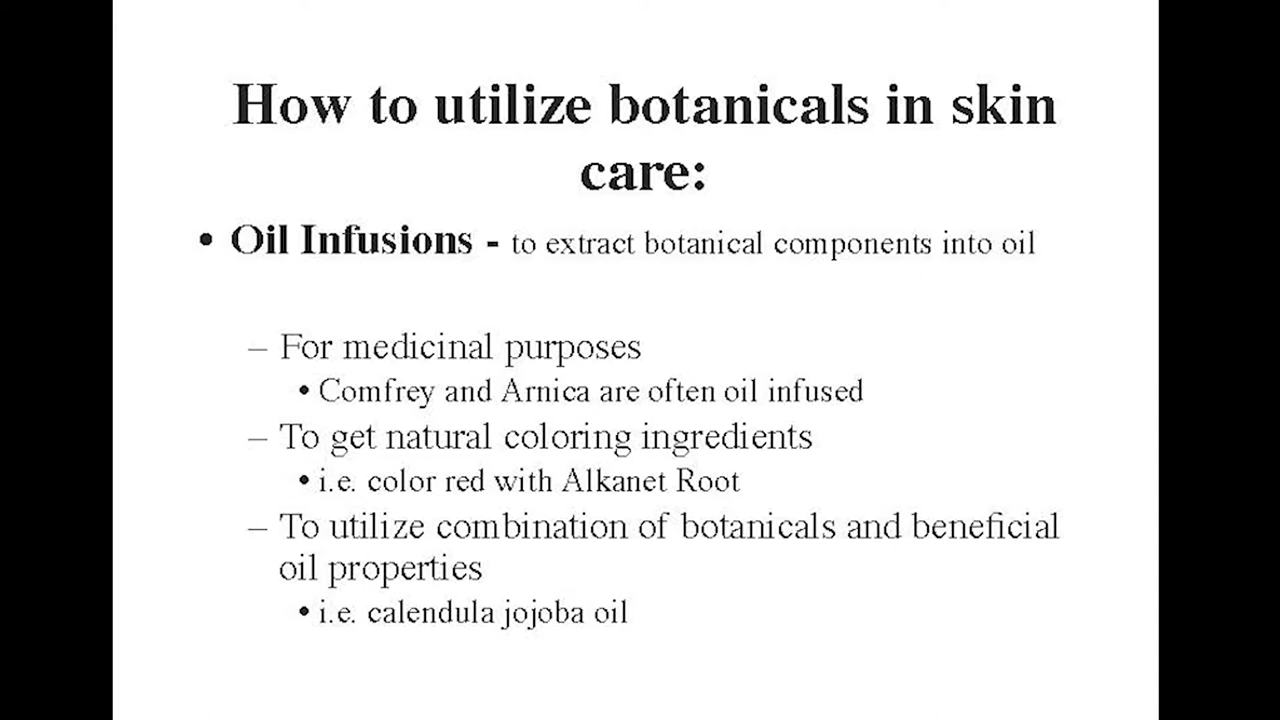 How to utilize botanicals in skin
care:
• Oil Infusions - to extract botanical components into oil
– For medicinal purposes
• Comfrey and Arnica are often oil infused
– To get natural coloring ingredients
• i.e. color red with Alkanet Root
– To utilize combination of botanicals and beneficial
oil properties
• i.e. calendula jojoba oil